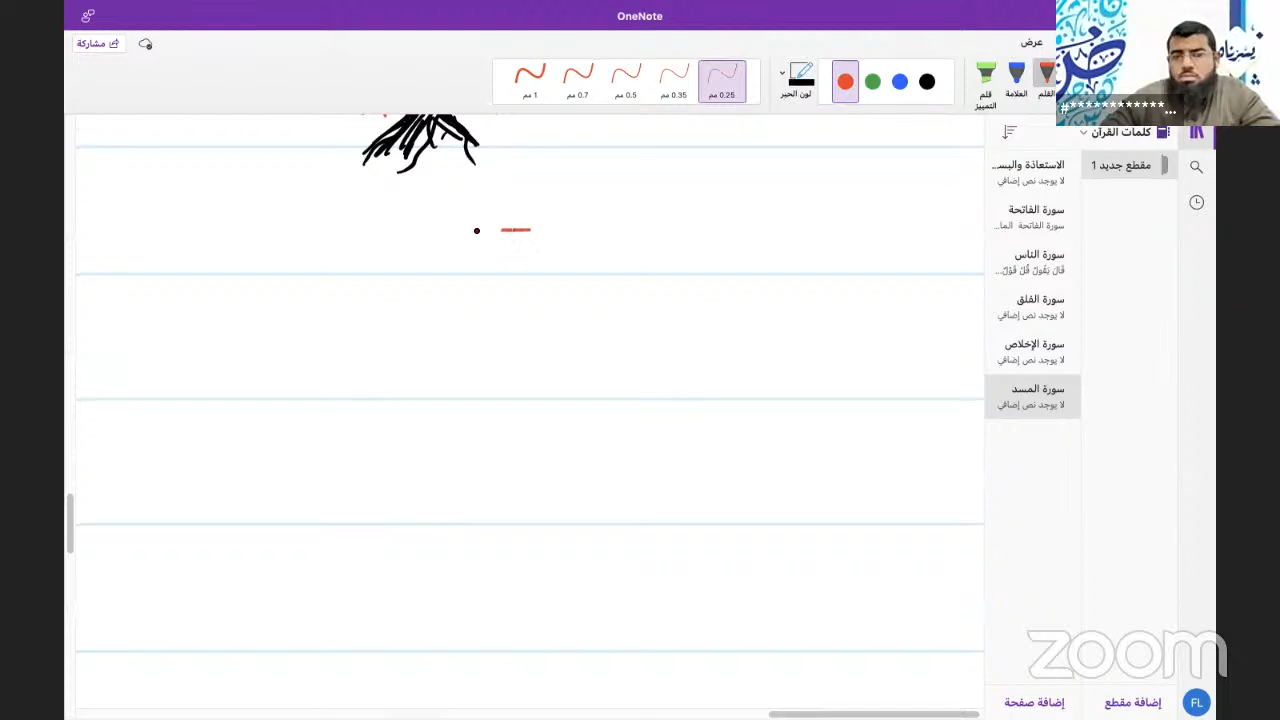 OneNote
مشاركة
عرض
1 مم
0.7 مم
0.5 مم
0.35 مم
0.25 مم
لون الحبر
قلم التمييز
العلامة
القلم
#************...
كلمات القرآن
مقطع جديد 1
الاستعاذة والبس...
لا يوجد نص إضافي
سورة الفاتحة
سورة الفاتحة الما...
سورة الناس
قَالَ يَقُولُ قُلْ قَوْلٌ...
سورة الفلق
لا يوجد نص إضافي
سورة الإخلاص
لا يوجد نص إضافي
سورة المسد
لا يوجد نص إضافي
zoom
إضافة صفحة
إضافة مقطع
FL